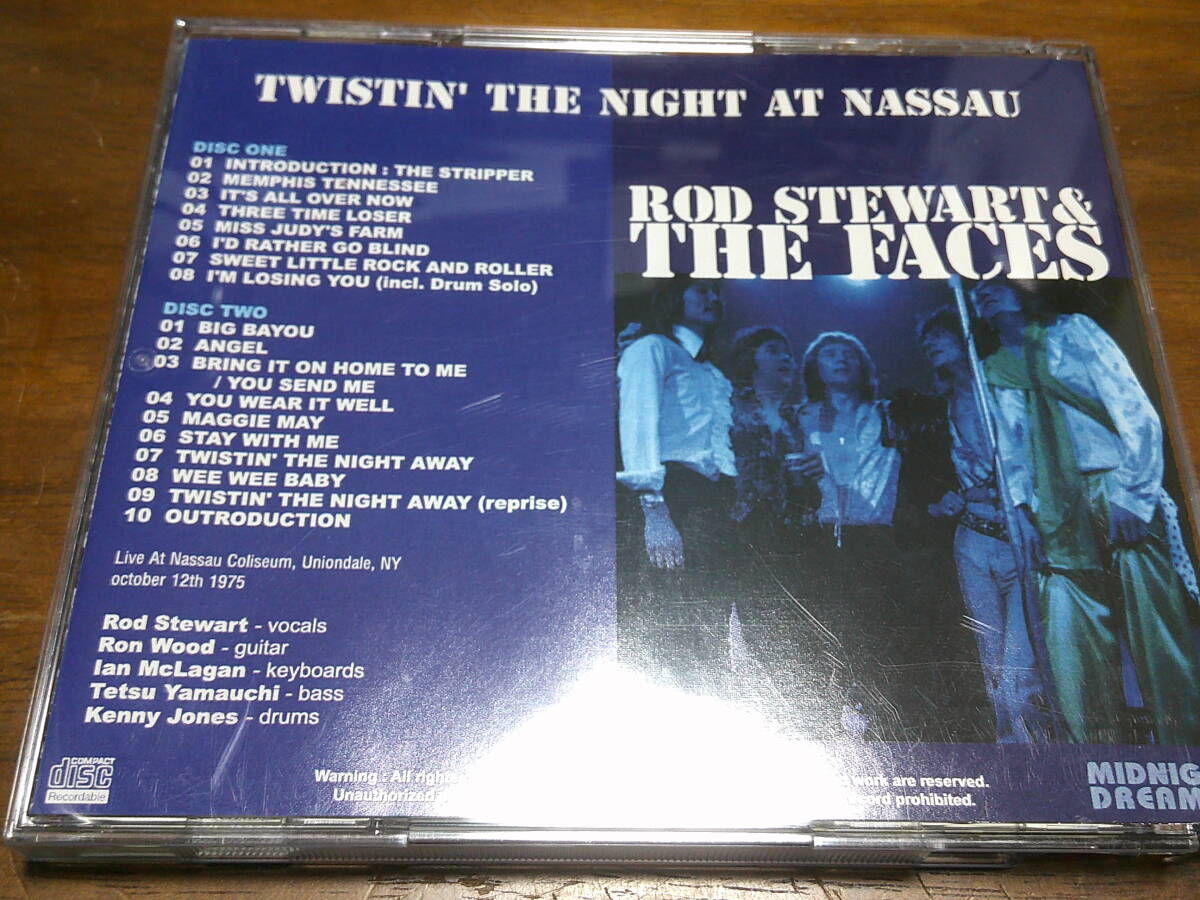 TWISTIN' THE NIGHT AT NASSAU
ROD STEWART &
THE FACES
DISC ONE
01 INTRODUCTION : THE STRIPPER
02 MEMPHIS TENNESSEE
03 IT'S ALL OVER NOW
04 THREE TIME LOSER
05 MISS JUDY'S FARM
06 I'D RATHER GO BLIND
07 SWEET LITTLE ROCK AND ROLLER
08 I'M LOSING YOU (incl. Drum Solo)
DISC TWO
01 BIG BAYOU
02 ANGEL
03 BRING IT ON HOME TO ME
/ YOU SEND ME
04 YOU WEAR IT WELL
05 MAGGIE MAY
06 STAY WITH ME
07 TWISTIN' THE NIGHT AWAY
08 WEE WEE BABY
09 TWISTIN' THE NIGHT AWAY (reprise)
10 OUTRODUCTION
Live At Nassau Coliseum, Uniondale, NY
october 12th 1975
Rod Stewart - vocals
Ron Wood - guitar
Ian McLagan - keyboards
Tetsu Yamauchi - bass
Kenny Jones - drums
COMPACT
disc
Recordable
Warning : All rights work are reserved.
Unauthorized prohibited.
MIDNIG
DREAM